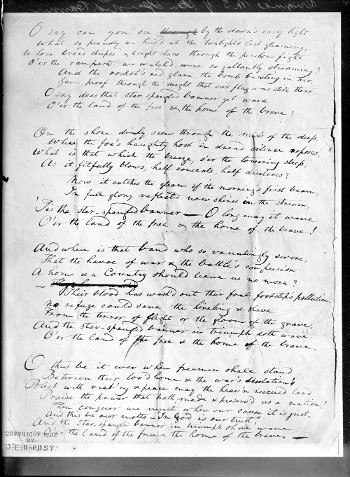 O say can you see through by the dawn's early light
What so proudly we hail'd at the twilight's last gleaming,
Whose broad stripes & bright stars through the perilous fight
O'er the ramparts we watch'd, were so gallantly streaming?
And the rocket's red glare, the bomb bursting in air,
Gave proof through the night that our flag was still there
O say does that star-spangled banner yet wave
O'er the land of the free & the home of the brave?
On the shore dimly seen through the mists of the deep,
Where the foe's haughty host in dread silence reposes,
What is that which the breeze, o'er the towering steep,
As it fitfully blows, half conceals, half discloses?
Now it catches the gleam of the morning's first beam,
In full glory reflected now shines in the stream,
'Tis the star-spangled banner — O long may it wave
O'er the land of the free & the home of the brave!
And where is that band who so vauntingly swore,
That the havoc of war & the battle's confusion
A home & a Country should leave us no more?
Their blood has wash'd out their foul footstep's pollution
No refuge could save the hireling & slave
From the terror of flight or the gloom of the grave,
And the star-spangled banner in triumph doth wave
O'er the land of the free & the home of the brave.
O thus be it ever when freemen shall stand
Between their lov'd home & the war's desolation!
Blest with vict'ry & peace may the heav'n rescued land
Praise the power that hath made & preserv'd us a nation!
Then conquer we must, when our cause it is just,
And this be our motto — In God is our trust,
And the star-spangled banner in triumph shall wave
O'er the land of the free & the home of the brave. —
COPYRIGHT
BY